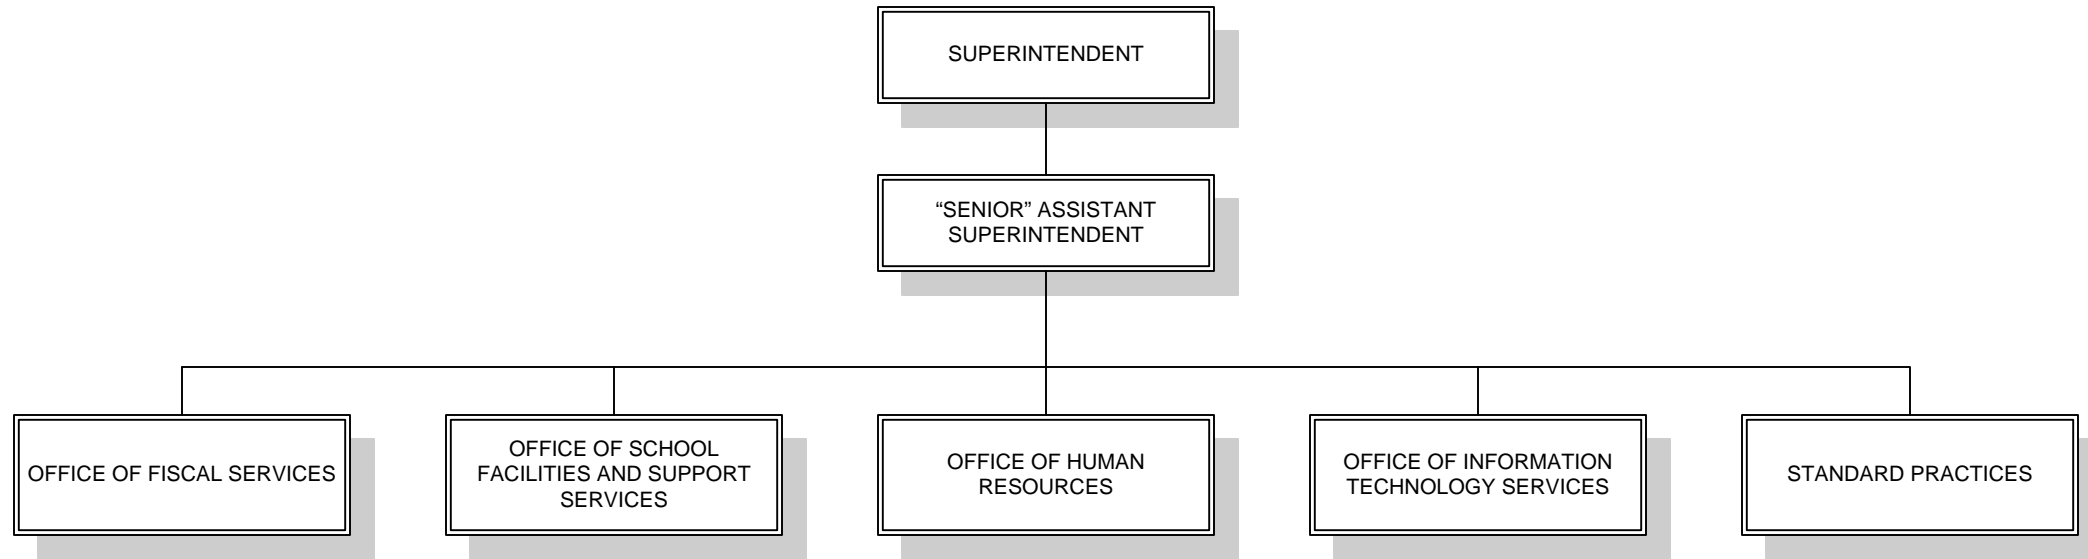 SUPERINTENDENT
“SENIOR” ASSISTANT
SUPERINTENDENT
OFFICE OF FISCAL SERVICES
OFFICE OF SCHOOL
FACILITIES AND SUPPORT
SERVICES
OFFICE OF HUMAN
RESOURCES
OFFICE OF INFORMATION
TECHNOLOGY SERVICES
STANDARD PRACTICES